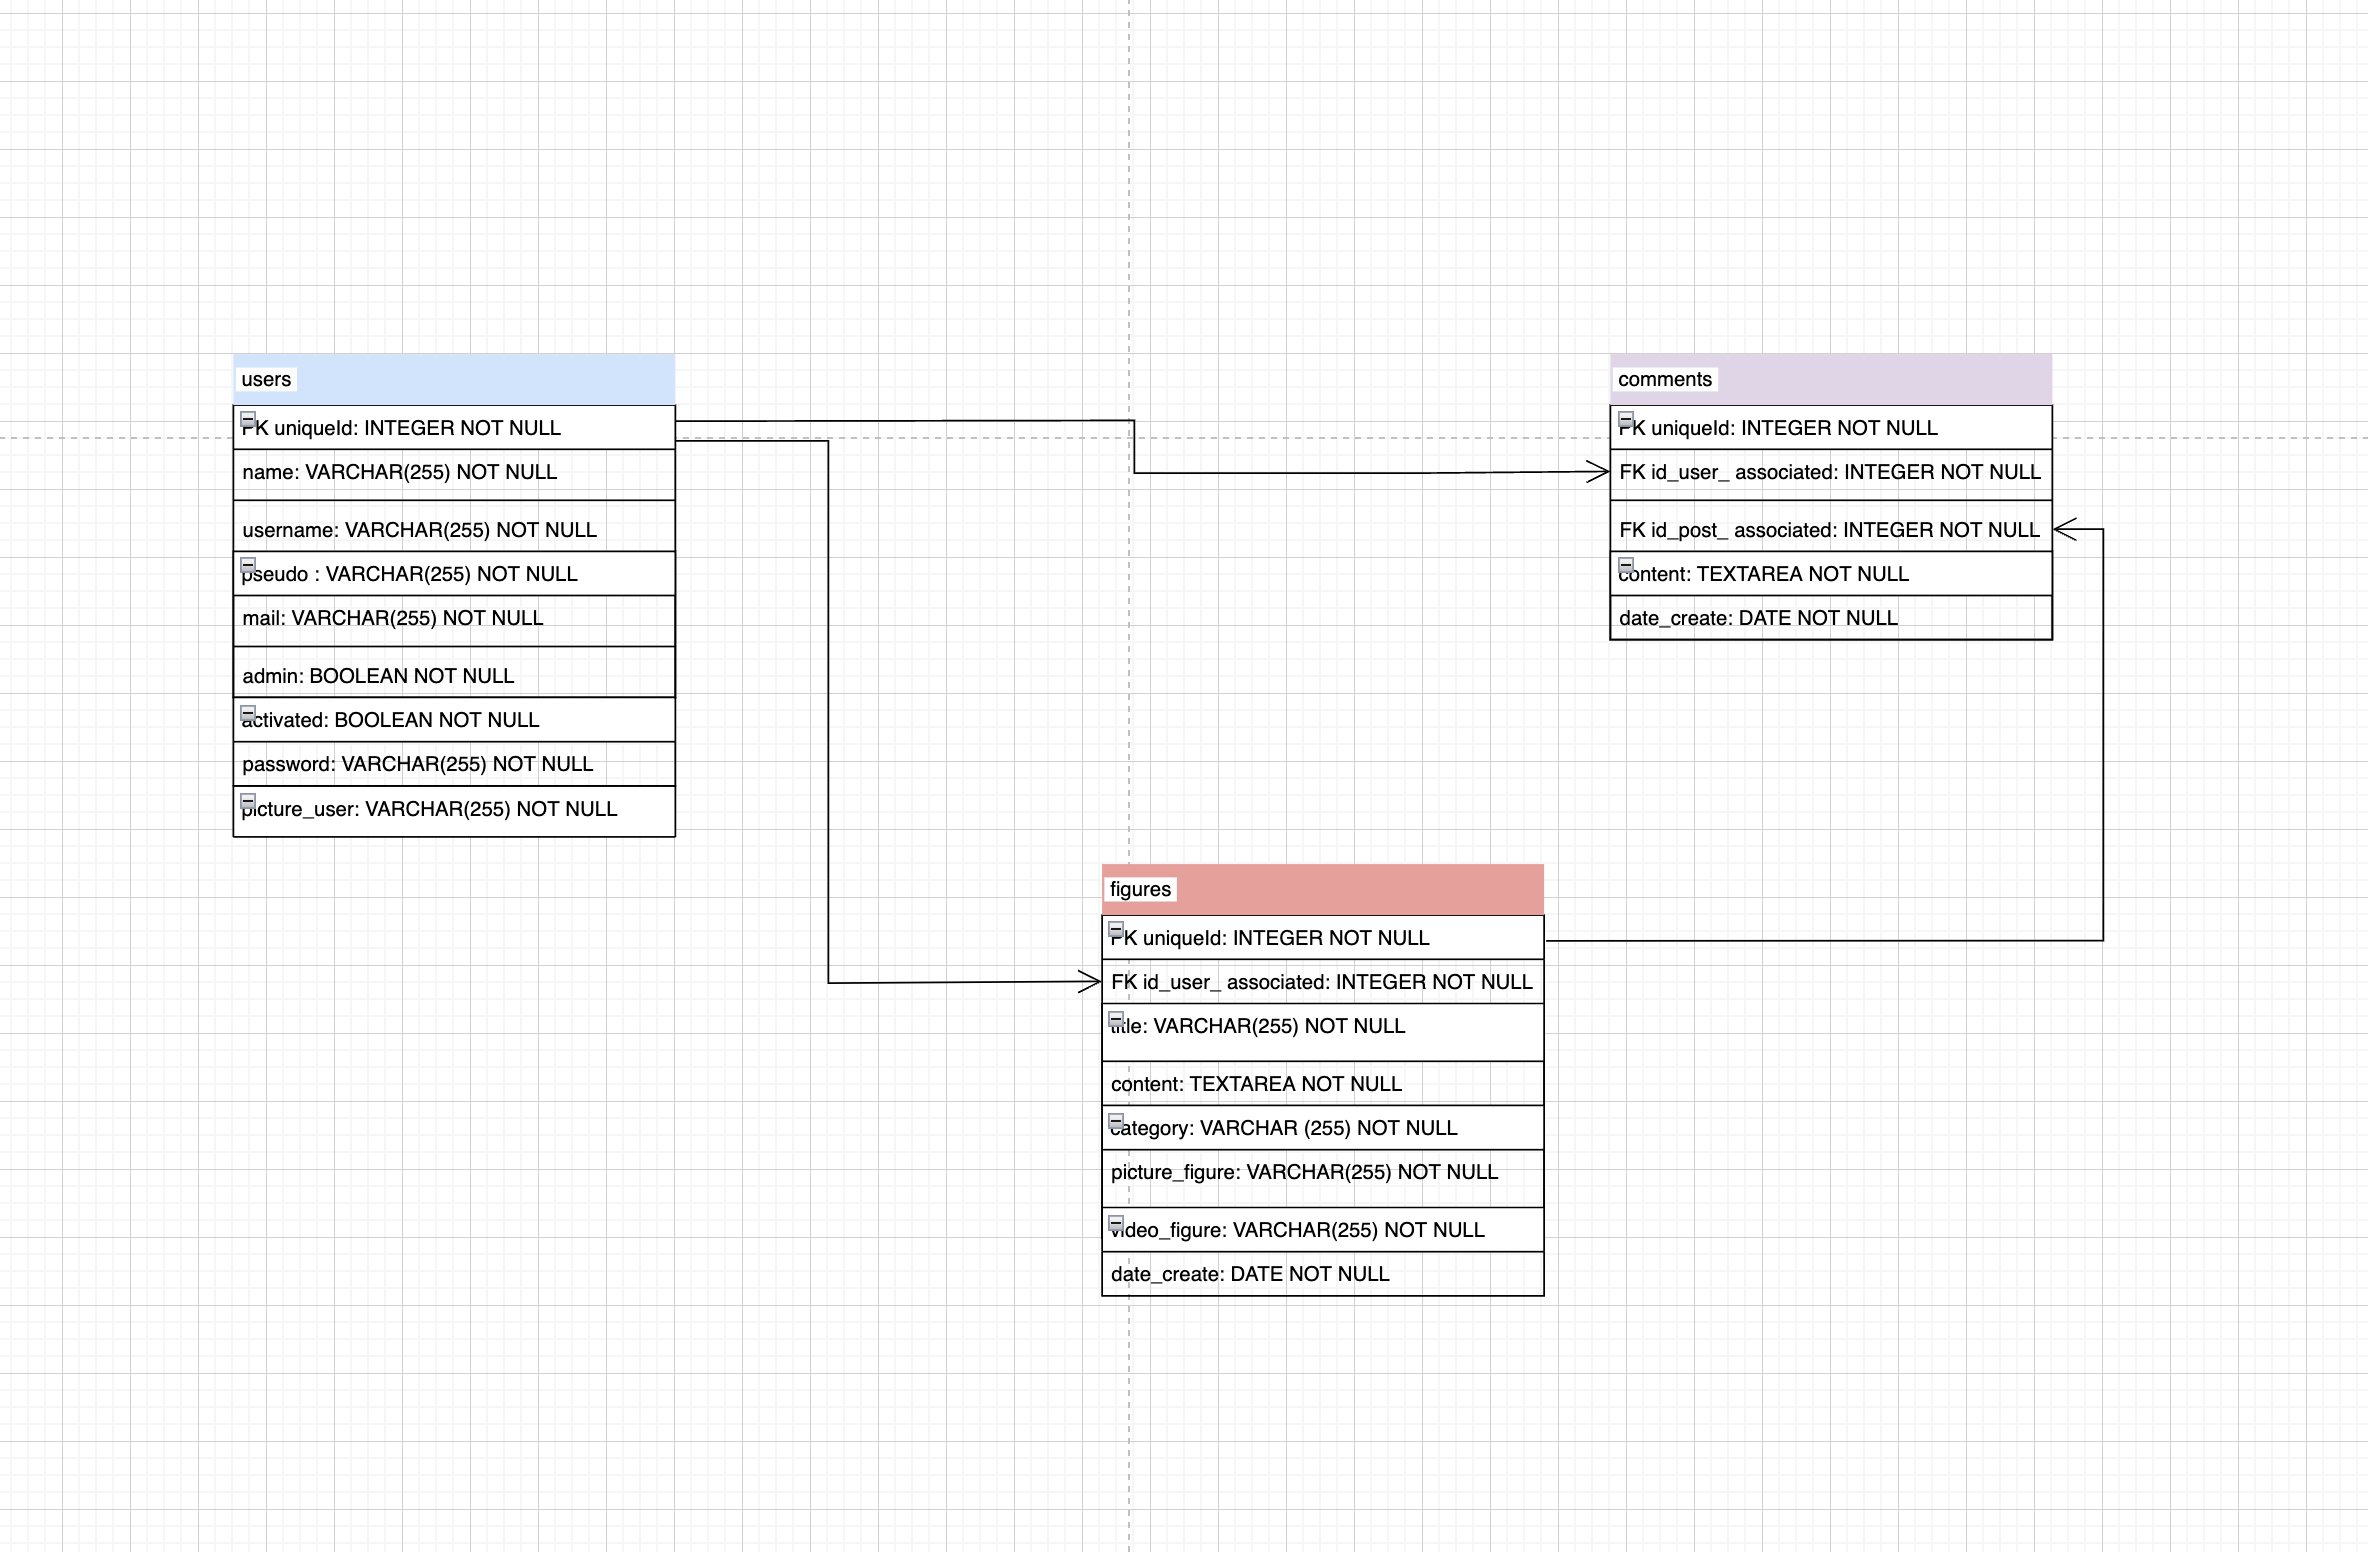 users
PK uniqueId: INTEGER NOT NULL
name: VARCHAR(255) NOT NULL
username: VARCHAR(255) NOT NULL
pseudo : VARCHAR(255) NOT NULL
mail: VARCHAR(255) NOT NULL
admin: BOOLEAN NOT NULL
activated: BOOLEAN NOT NULL
password: VARCHAR(255) NOT NULL
picture_user: VARCHAR(255) NOT NULL
comments
PK uniqueId: INTEGER NOT NULL
FK id_user_ associated: INTEGER NOT NULL
FK id_post_ associated: INTEGER NOT NULL
content: TEXTAREA NOT NULL
date_create: DATE NOT NULL
figures
PK uniqueId: INTEGER NOT NULL
FK id_user_ associated: INTEGER NOT NULL
title: VARCHAR(255) NOT NULL
content: TEXTAREA NOT NULL
category: VARCHAR (255) NOT NULL
picture_figure: VARCHAR(255) NOT NULL
video_figure: VARCHAR(255) NOT NULL
date_create: DATE NOT NULL